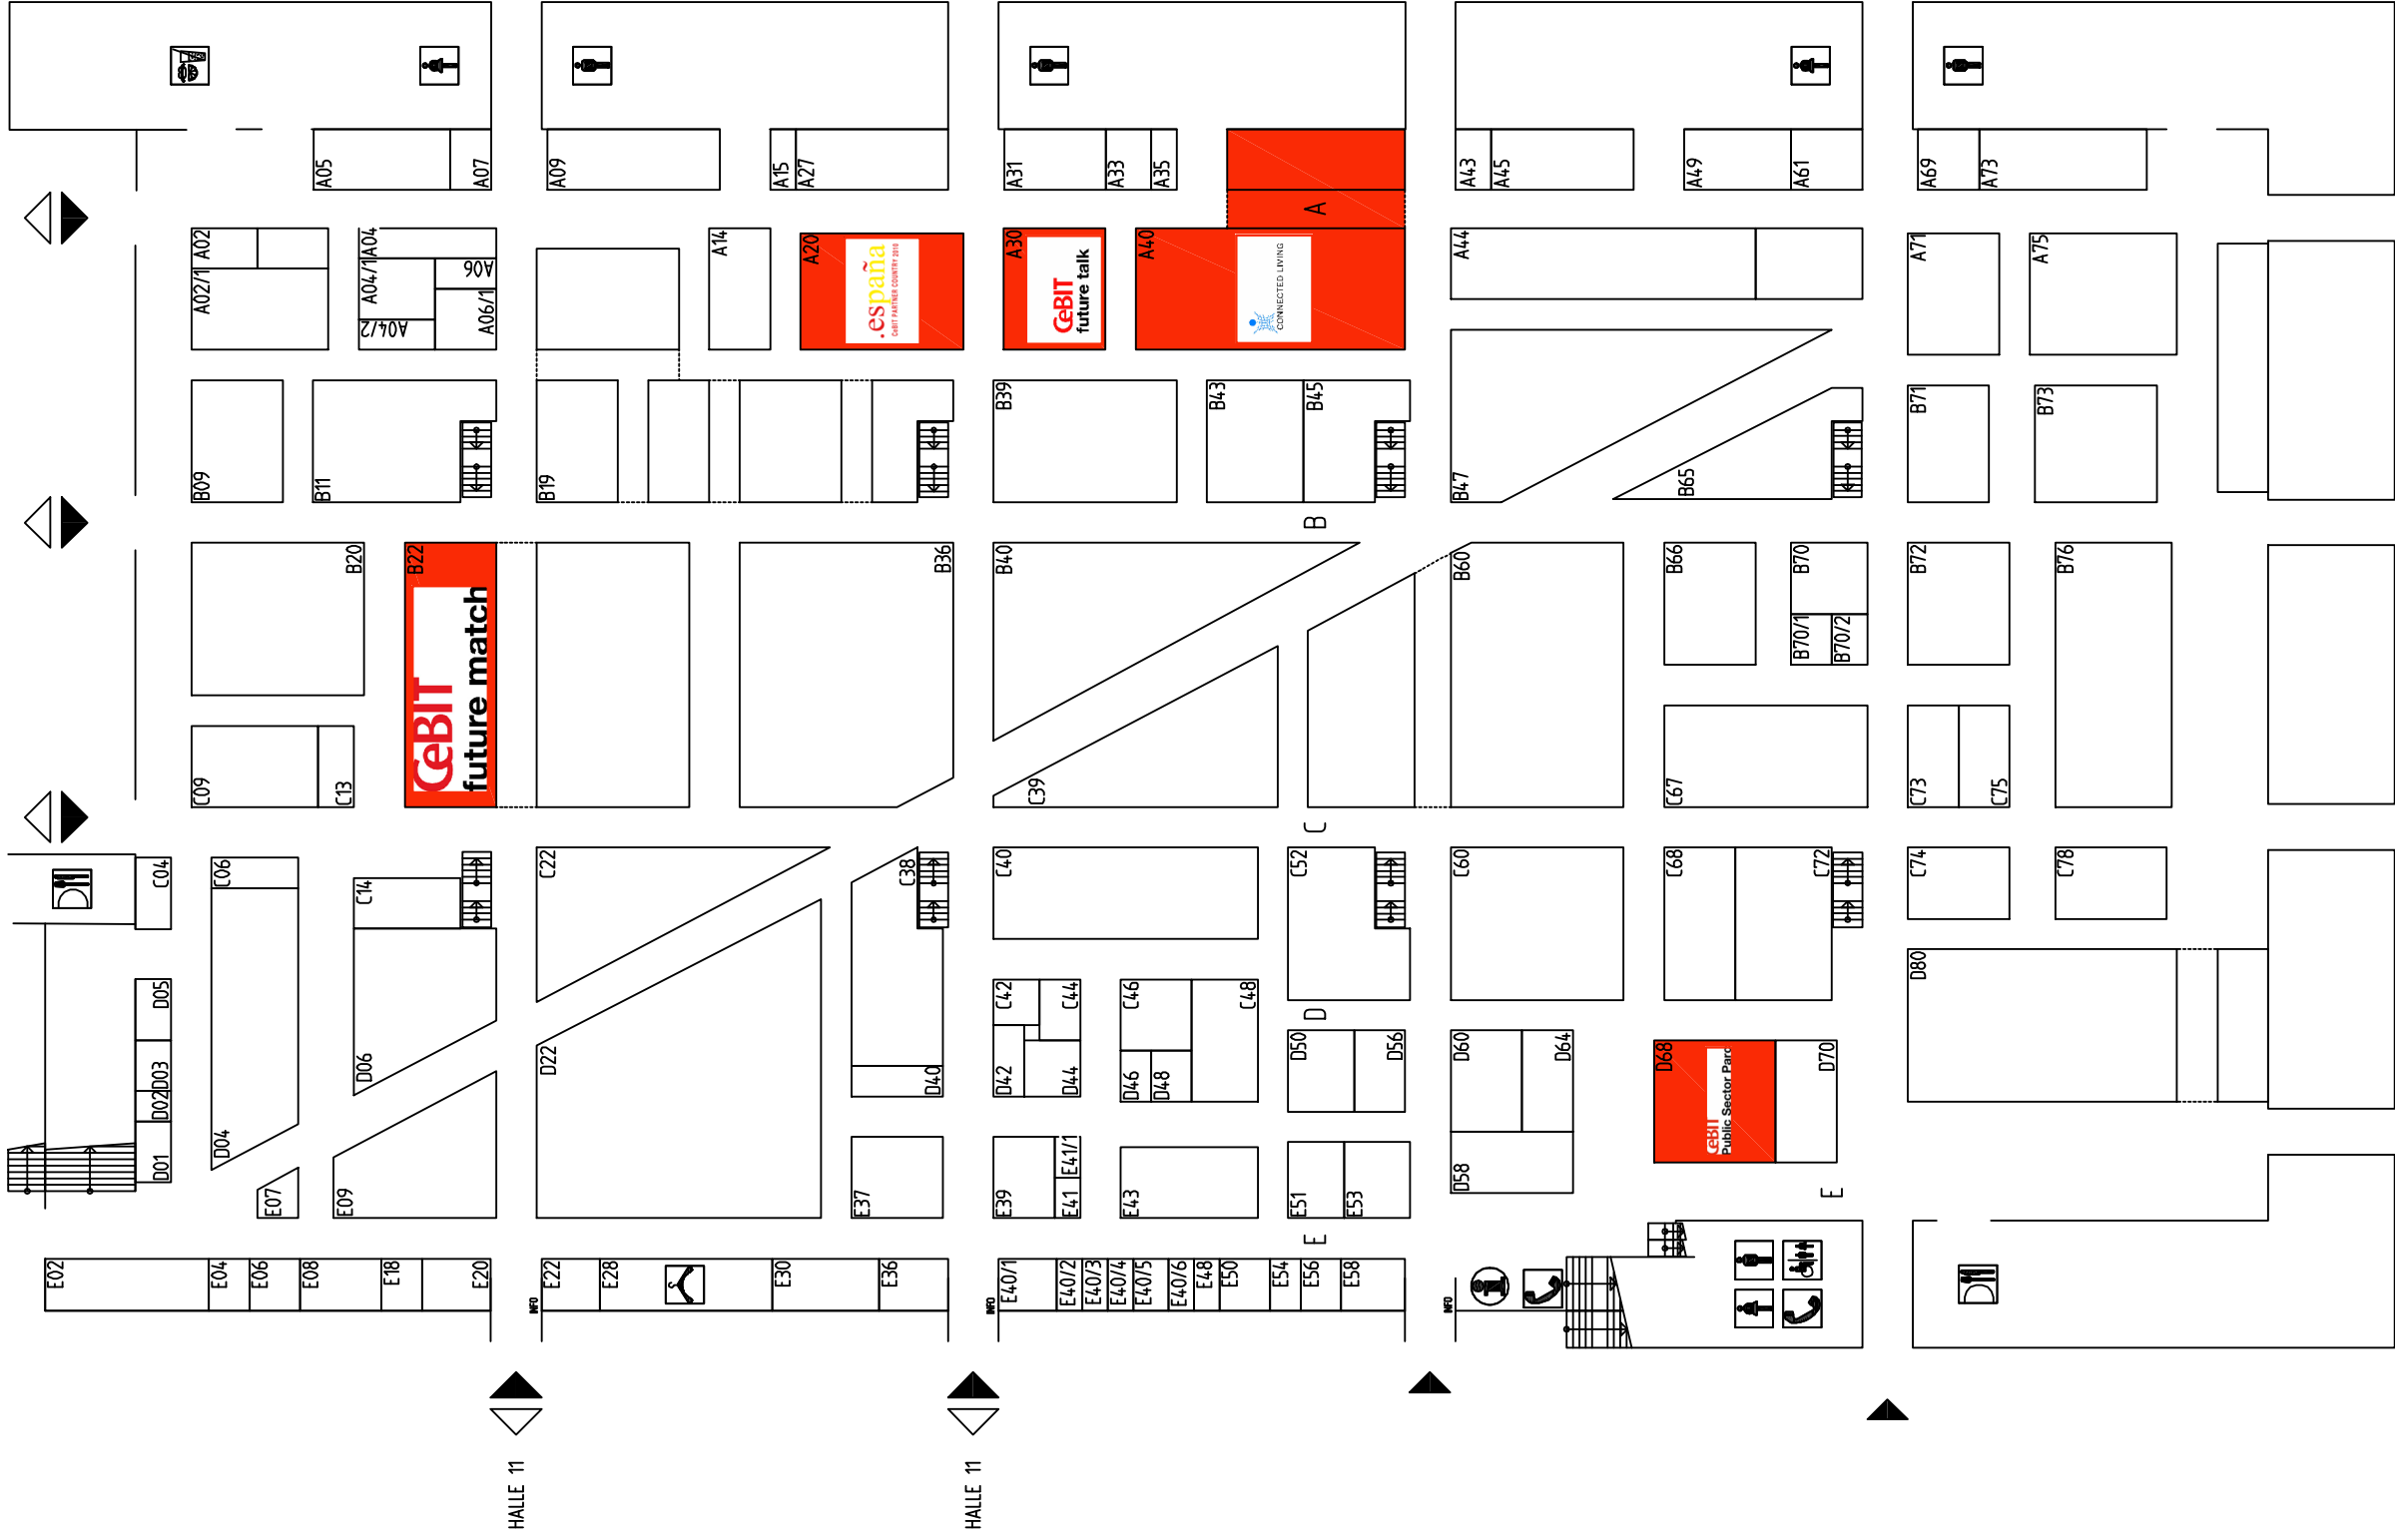 A05
A07
A09
A15
A27
A31
A33
A35
A43
A45
A49
A61
A69
A73
A
A02
A02/1
A04
A04/1
A04/2
A06
A06/1
A14
A20
.españa
CeBIT PARTNER COUNTRY 2010
A30
CeBIT
future talk
A40
CONNECTED LIVING
A44
A71
A75
B09
B11
B19
B39
B43
B45
B47
B65
B71
B73
B
B20
B22
CeBIT
future match
B36
B40
B60
B66
B70
B70/1
B70/2
B72
B76
C09
C13
C39
C67
C73
C75
C
C04
C06
C14
C22
C38
C40
C52
C60
C68
C72
C74
C78
D05
D03
D02
D01
D04
D06
D22
D40
C42
C44
D42
D44
C46
C48
D46
D48
D
D50
D56
D60
D64
D58
D68
CeBIT
Public Sector Parc
D70
D80
E07
E09
E37
E39
E41
E41/1
E43
E51
E53
E
E
E02
E04
E06
E08
E18
E20
E22
E28
E30
E36
E40/1
E40/2
E40/3
E40/4
E40/5
E40/6
E48
E50
E54
E56
E58
INFO
INFO
INFO
HALLE 11
HALLE 11